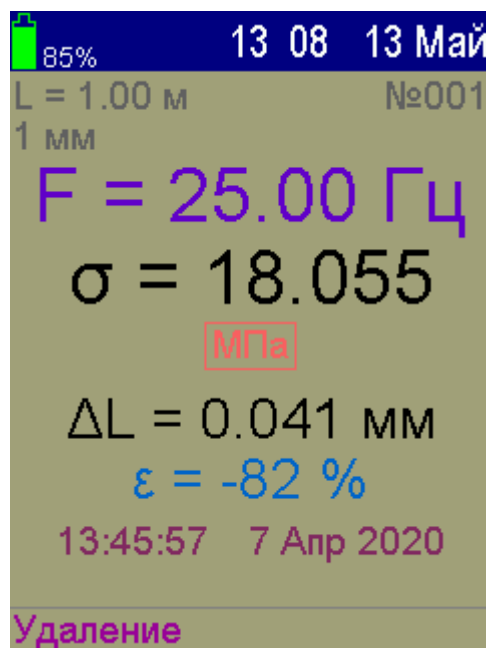 85% 13 08 13 Май
L = 1.00 м №001
1 мм
F = 25.00 Гц
σ = 18.055
МПа
ΔL = 0.041 мм
ε = -82 %
13:45:57 7 Апр 2020
Удаление